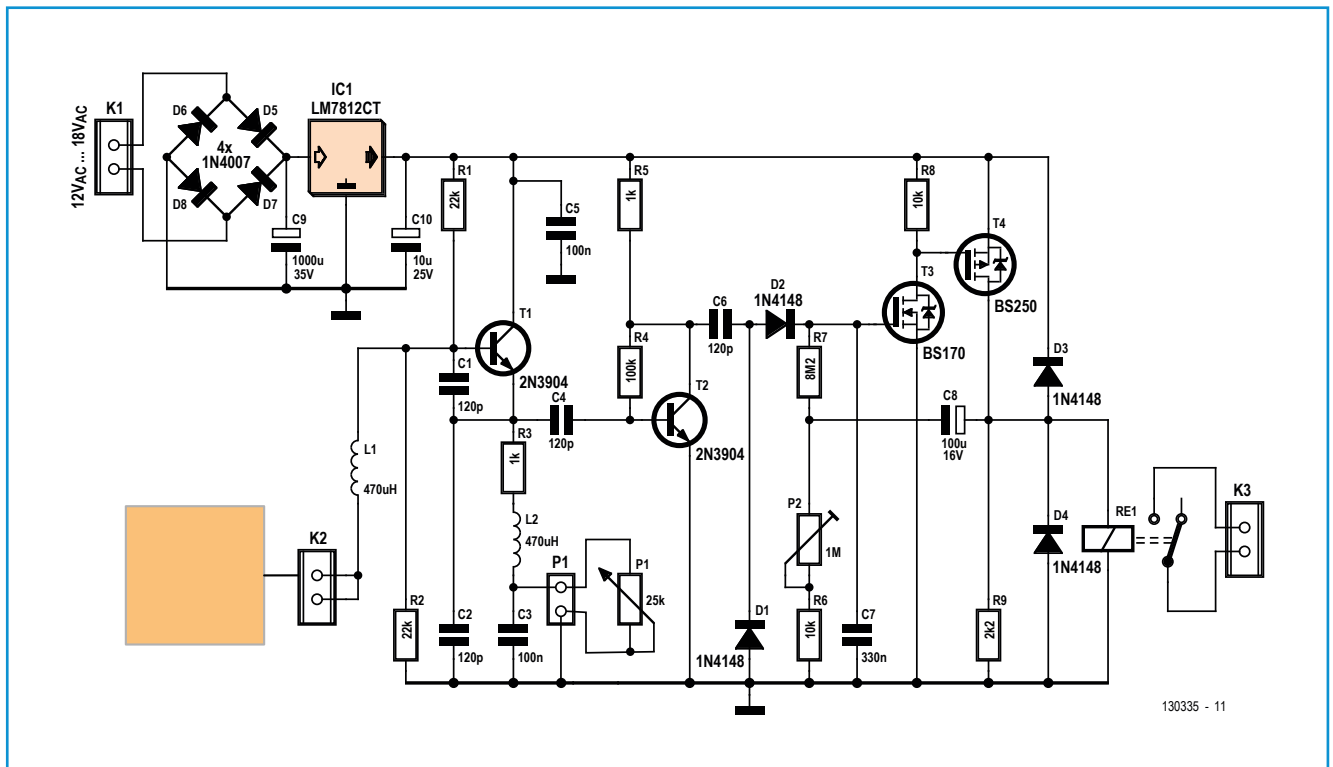 IC1
LM7812CT
K1
12VAC ... 18VAC
D6
D5
4x
1N4007
D8
D7
C9
1000u
35V
C10
10u
25V
R1
22k
C5
100n
R5
1k
R8
10k
T4
BS250
T3
BS170
D2
1N4148
C6
120p
T1
2N3904
C1
120p
C4
120p
R4
100k
T2
2N3904
R7
8M2
C8
100u
16V
D3
1N4148
L1
470uH
K2
R3
1k
L2
470uH
P1
P1
25k
P2
1M
D4
1N4148
RE1
K3
R2
22k
C2
120p
C3
100n
D1
1N4148
R6
10k
C7
330n
R9
2k2
130335 - 11